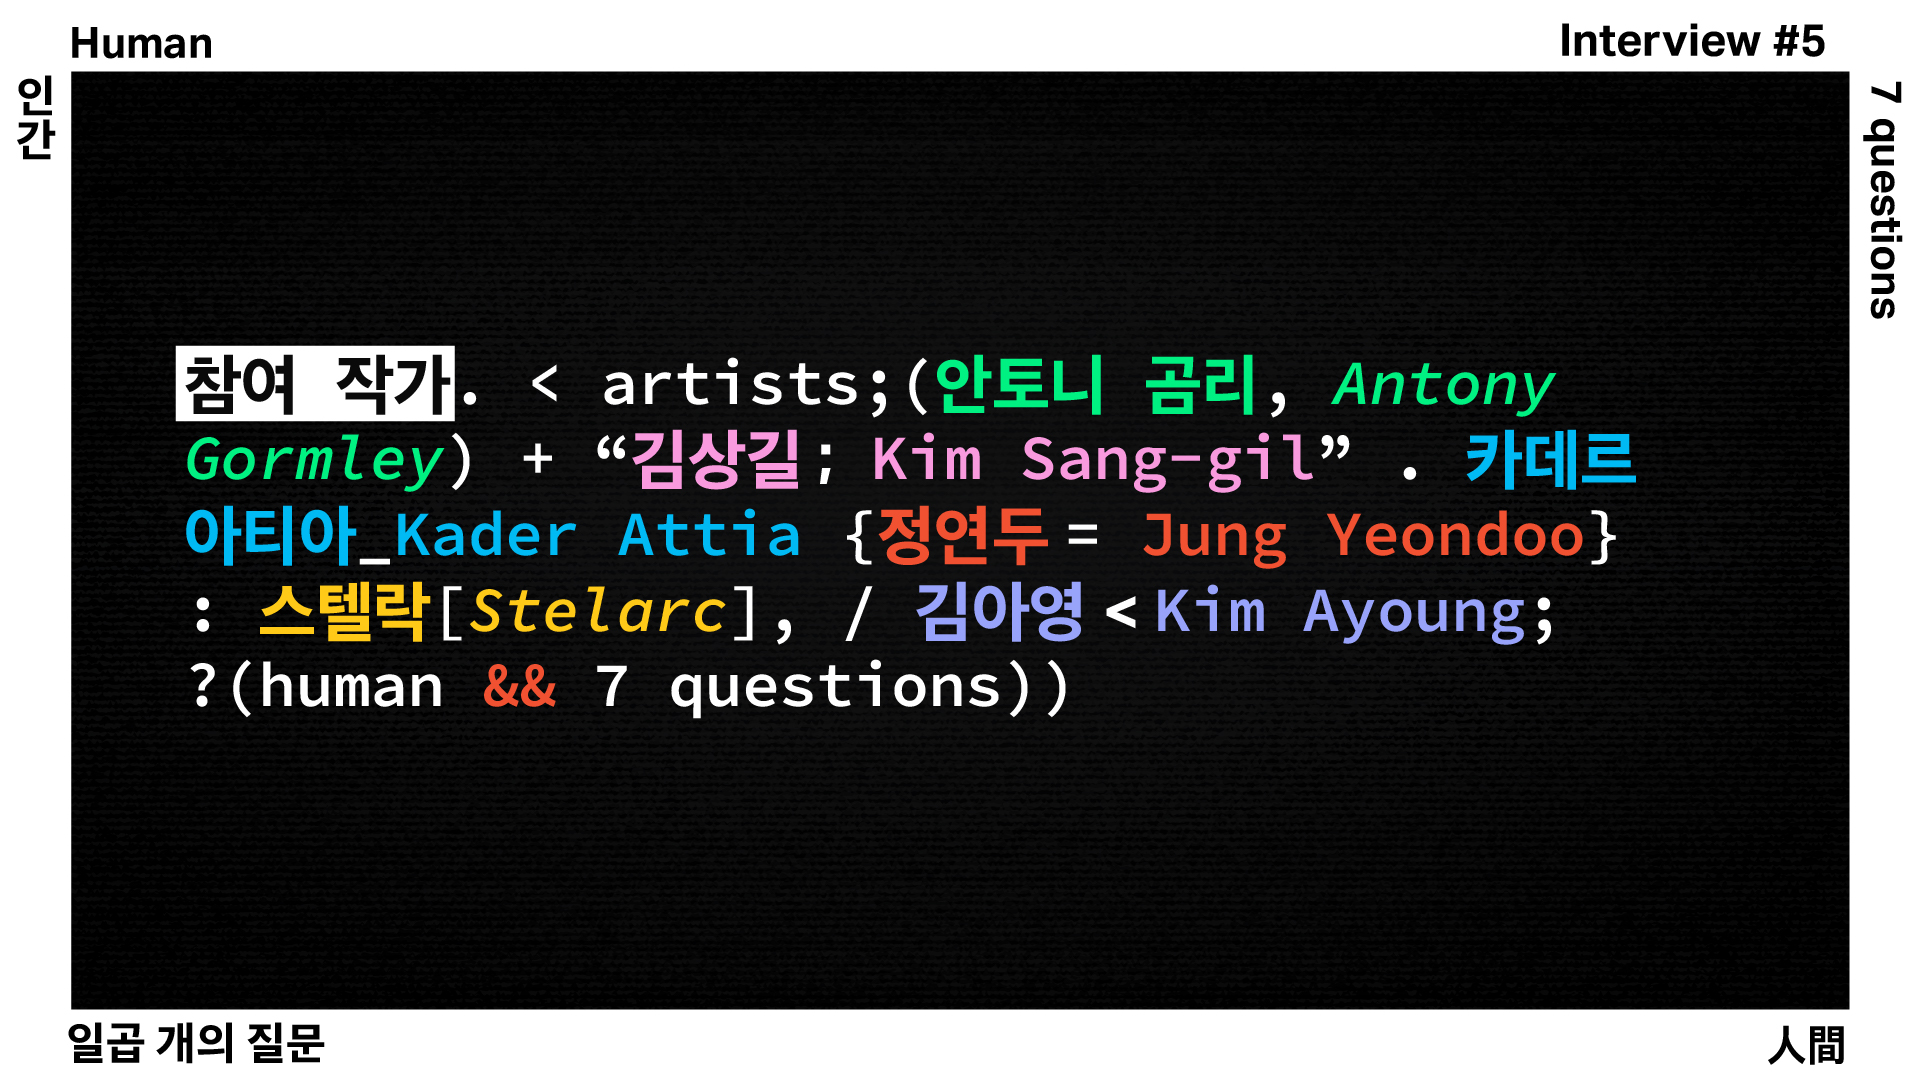 Human
Interview #5
인간
7 questions
참여 작가. < artists;(안토니 곰리, Antony
Gormley) + “김상길; Kim Sang-gil” . 카데르
아티아_Kader Attia {정연두 = Jung Yeondoo}
: 스텔락[Stelarc], / 김아영 < Kim Ayoung;
?(human && 7 questions))
일곱 개의 질문
人間